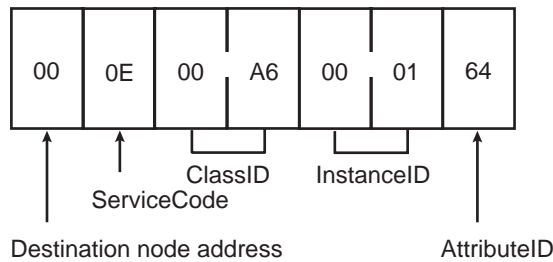 00 0E 00 A6 00 01 64
ClassID InstanceID
ServiceCode
Destination node address AttributeID